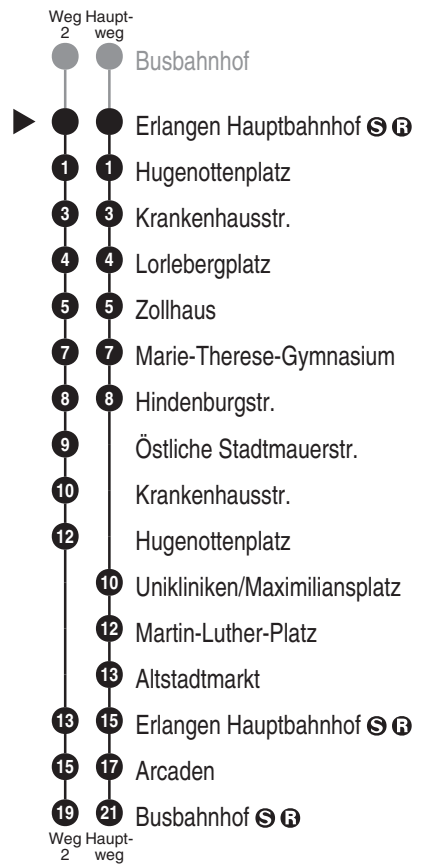 Weg Haupt-
2 weg
Busbahnhof
Erlangen Hauptbahnhof S R
1 1 Hugenottenplatz
3 3 Krankenhausstr.
4 4 Lorlebergplatz
5 5 Zollhaus
7 7 Marie-Therese-Gymnasium
8 8 Hindenburgstr.
9 Östliche Stadtmauerstr.
10 Krankenhausstr.
12 Hugenottenplatz
10 Unikliniken/Maximiliansplatz
12 Martin-Luther-Platz
13 Altstadtmarkt
13 15 Erlangen Hauptbahnhof S R
15 17 Arcaden
19 21 Busbahnhof S R
Weg Haupt-
2 weg